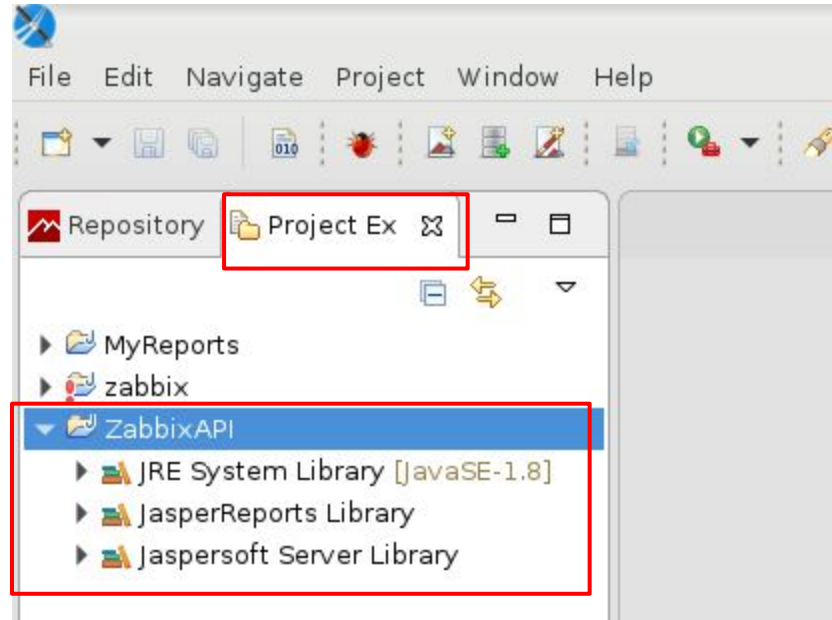 File Edit Navigate Project Window Help
010
Repository Project Ex
MyReports
zabbix
ZabbixAPI
JRE System Library [JavaSE-1.8]
JasperReports Library
Jaspersoft Server Library